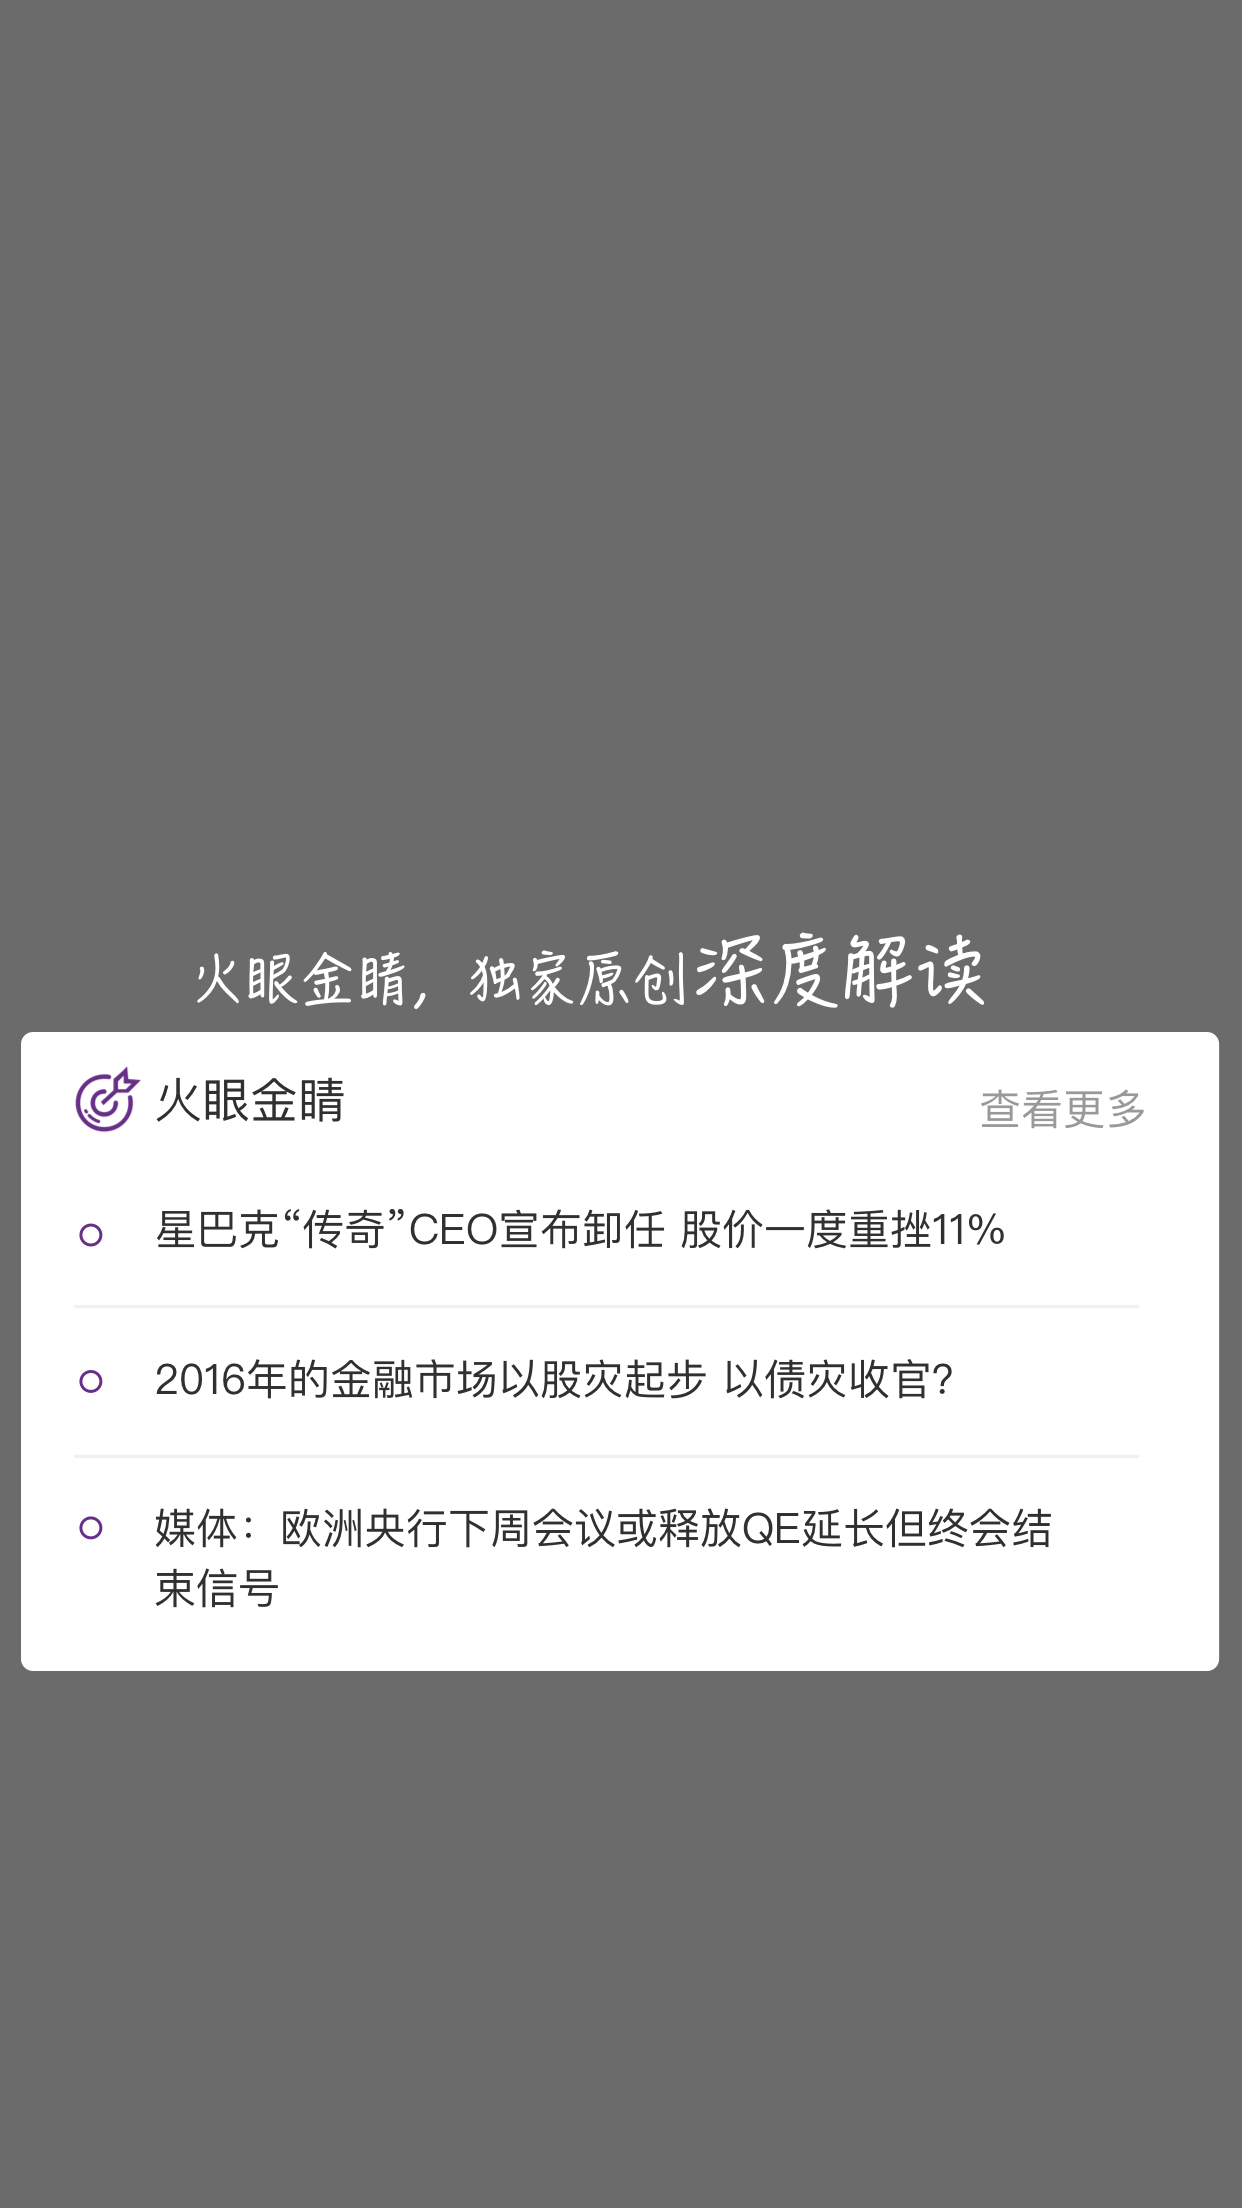 火眼金睛，独家原创深度解读
火眼金睛
查看更多
星巴克“传奇”CEO宣布卸任 股价一度重挫11%
2016年的金融市场以股灾起步 以债灾收官?
媒体：欧洲央行下周会议或释放QE延长但终会结
束信号